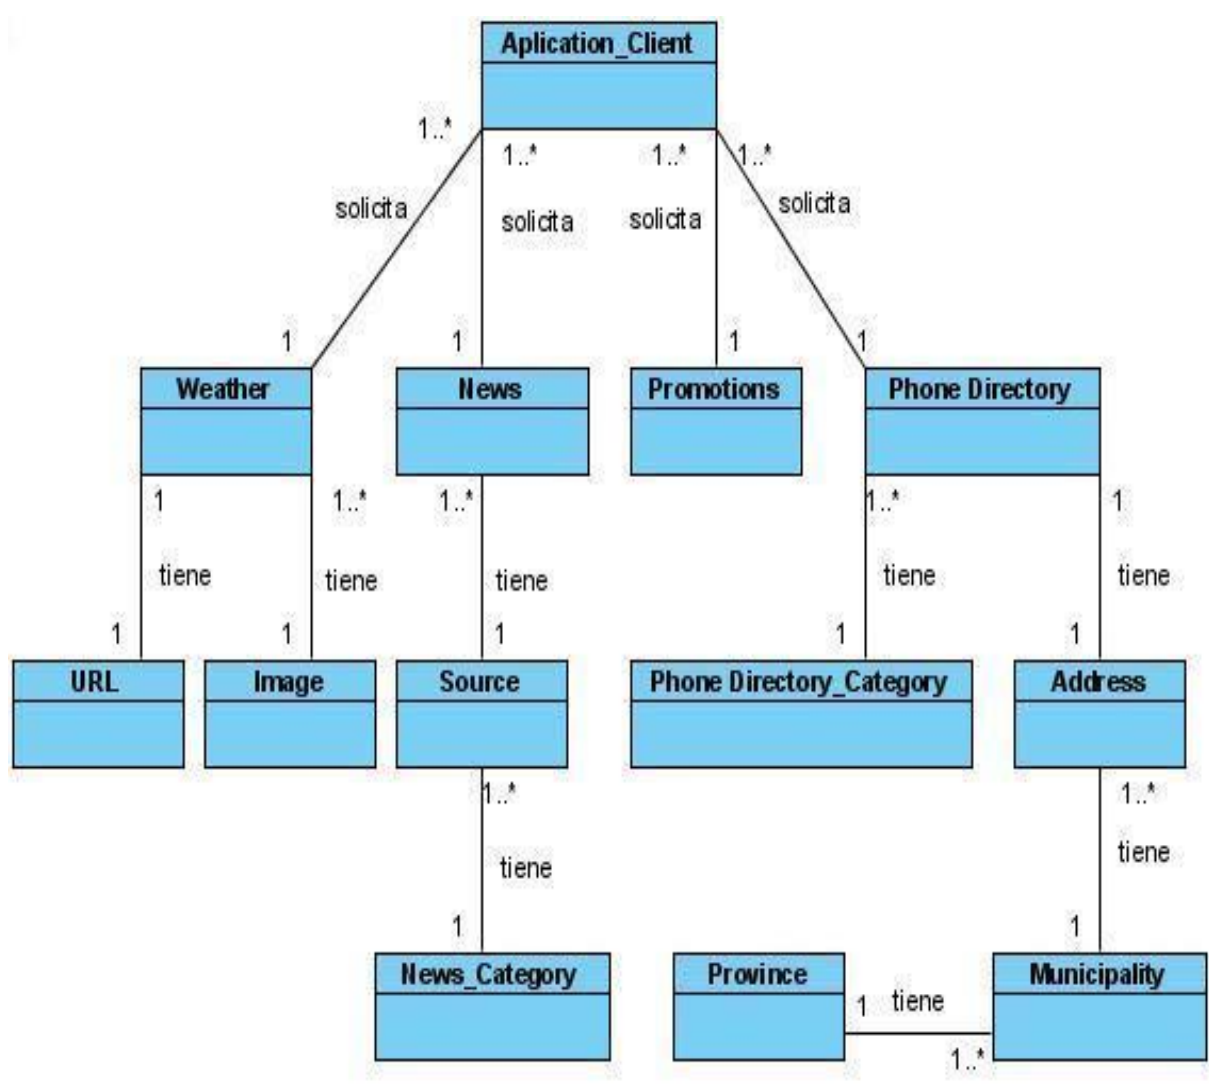 Aplication_Client
1..*
1..* 1..* 1..*
solicita solicita solicita solicita
1 1 1 1
Weather News Promotions Phone Directory
1 1..* 1..* 1..* 1
tiene tiene tiene tiene tiene
1 1 1 1 1
URL Image Source Phone Directory_Category Address
1..* 1..*
tiene tiene
1 1
News_Category Province Municipality
1 tiene
1..*